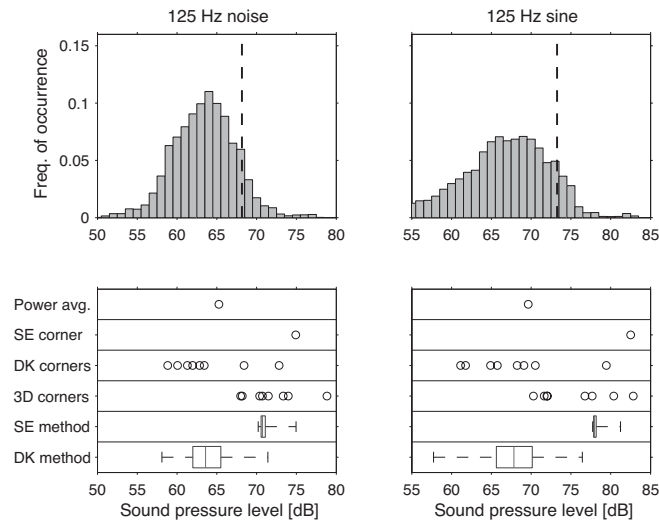 125 Hz noise
125 Hz sine
Freq. of occurrence
0.15
0.1
0.05
0
50 55 60 65 70 75 80
55 60 65 70 75 80 85
Power avg.
SE corner
DK corners
3D corners
SE method
DK method
50 55 60 65 70 75 80
55 60 65 70 75 80 85
Sound pressure level [dB]
Sound pressure level [dB]